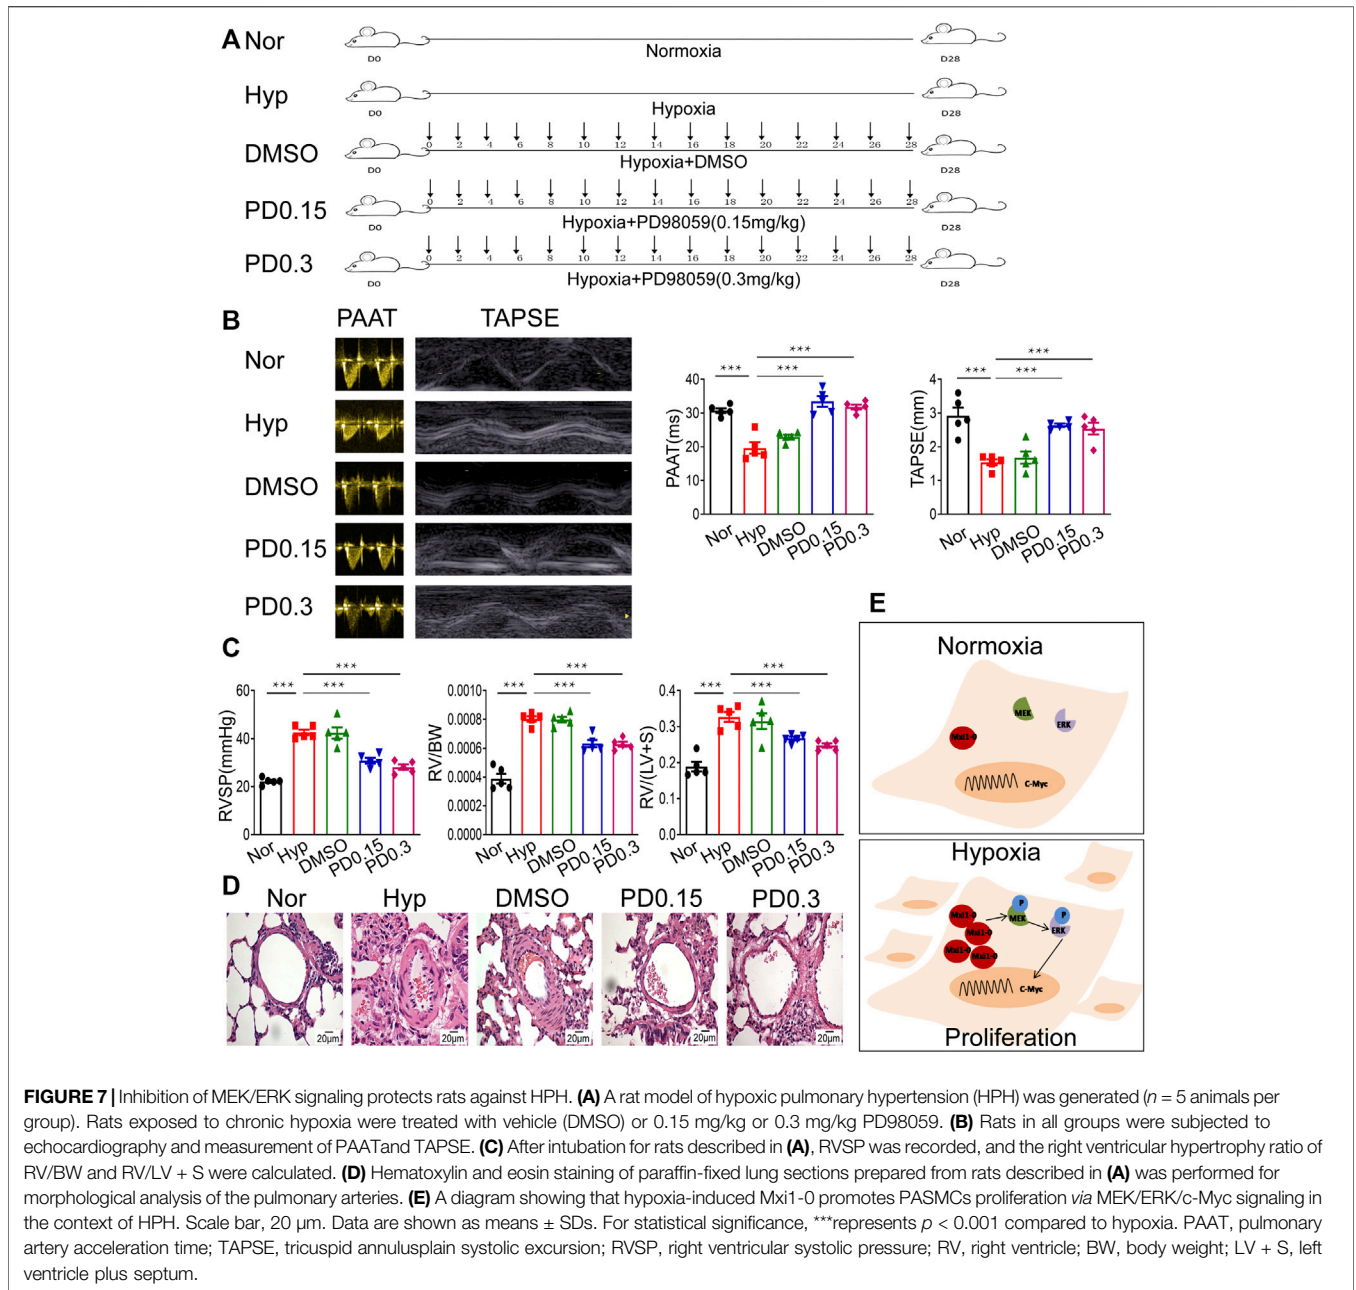 A Nor
D0
Normoxia
D28
Hyp
D0
Hypoxia
D28
DMSO
D0
0 2 4 6 8 10 12 14 16 18 20 22 24 26 28
Hypoxia+DMSO
D28
PD0.15
D0
0 2 4 6 8 10 12 14 16 18 20 22 24 26 28
Hypoxia+PD98059(0.15mg/kg)
D28
PD0.3
D0
0 2 4 6 8 10 12 14 16 18 20 22 24 26 28
Hypoxia+PD98059(0.3mg/kg)
D28
B
PAAT TAPSE
Nor
Hyp
DMSO
PD0.15
PD0.3
PAAT(ms)
40
30
20
10
0
***
***
***
Nor Hyp DMSO PD0.15 PD0.3
TAPSE(mm)
4
3
2
1
0
***
***
***
Nor Hyp DMSO PD0.15 PD0.3
C
RVSP(mmHg)
60
40
20
0
***
***
***
Nor Hyp DMSO PD0.15 PD0.3
RV/BW
0.0010
0.0008
0.0006
0.0004
0.0002
0.0000
***
***
***
Nor Hyp DMSO PD0.15 PD0.3
RV/(LV+S)
0.4
0.3
0.2
0.1
0.0
***
***
***
Nor Hyp DMSO PD0.15 PD0.3
D
Nor Hyp DMSO PD0.15 PD0.3
20μm 20μm 20μm 20μm 20μm
E
Normoxia
MEK
ERK
Mxi1-0
C-Myc
Hypoxia
P
P
Mxi1-0 MEK ERK
Mxi1-0
Mxi1-0 Mxi1-0
C-Myc
Proliferation
FIGURE 7 | Inhibition of MEK/ERK signaling protects rats against HPH. (A) A rat model of hypoxic pulmonary hypertension (HPH) was generated (n = 5 animals per
group). Rats exposed to chronic hypoxia were treated with vehicle (DMSO) or 0.15 mg/kg or 0.3 mg/kg PD98059. (B) Rats in all groups were subjected to
echocardiography and measurement of PAATand TAPSE. (C) After intubation for rats described in (A), RVSP was recorded, and the right ventricular hypertrophy ratio of
RV/BW and RV/LV + S were calculated. (D) Hematoxylin and eosin staining of paraffin-fixed lung sections prepared from rats described in (A) was performed for
morphological analysis of the pulmonary arteries. (E) A diagram showing that hypoxia-induced Mxi1-0 promotes PASMCs proliferation via MEK/ERK/c-Myc signaling in
the context of HPH. Scale bar, 20 μm. Data are shown as means ± SDs. For statistical significance, ***represents p < 0.001 compared to hypoxia. PAAT, pulmonary
artery acceleration time; TAPSE, tricuspid annulusplain systolic excursion; RVSP, right ventricular systolic pressure; RV, right ventricle; BW, body weight; LV + S, left
ventricle plus septum.